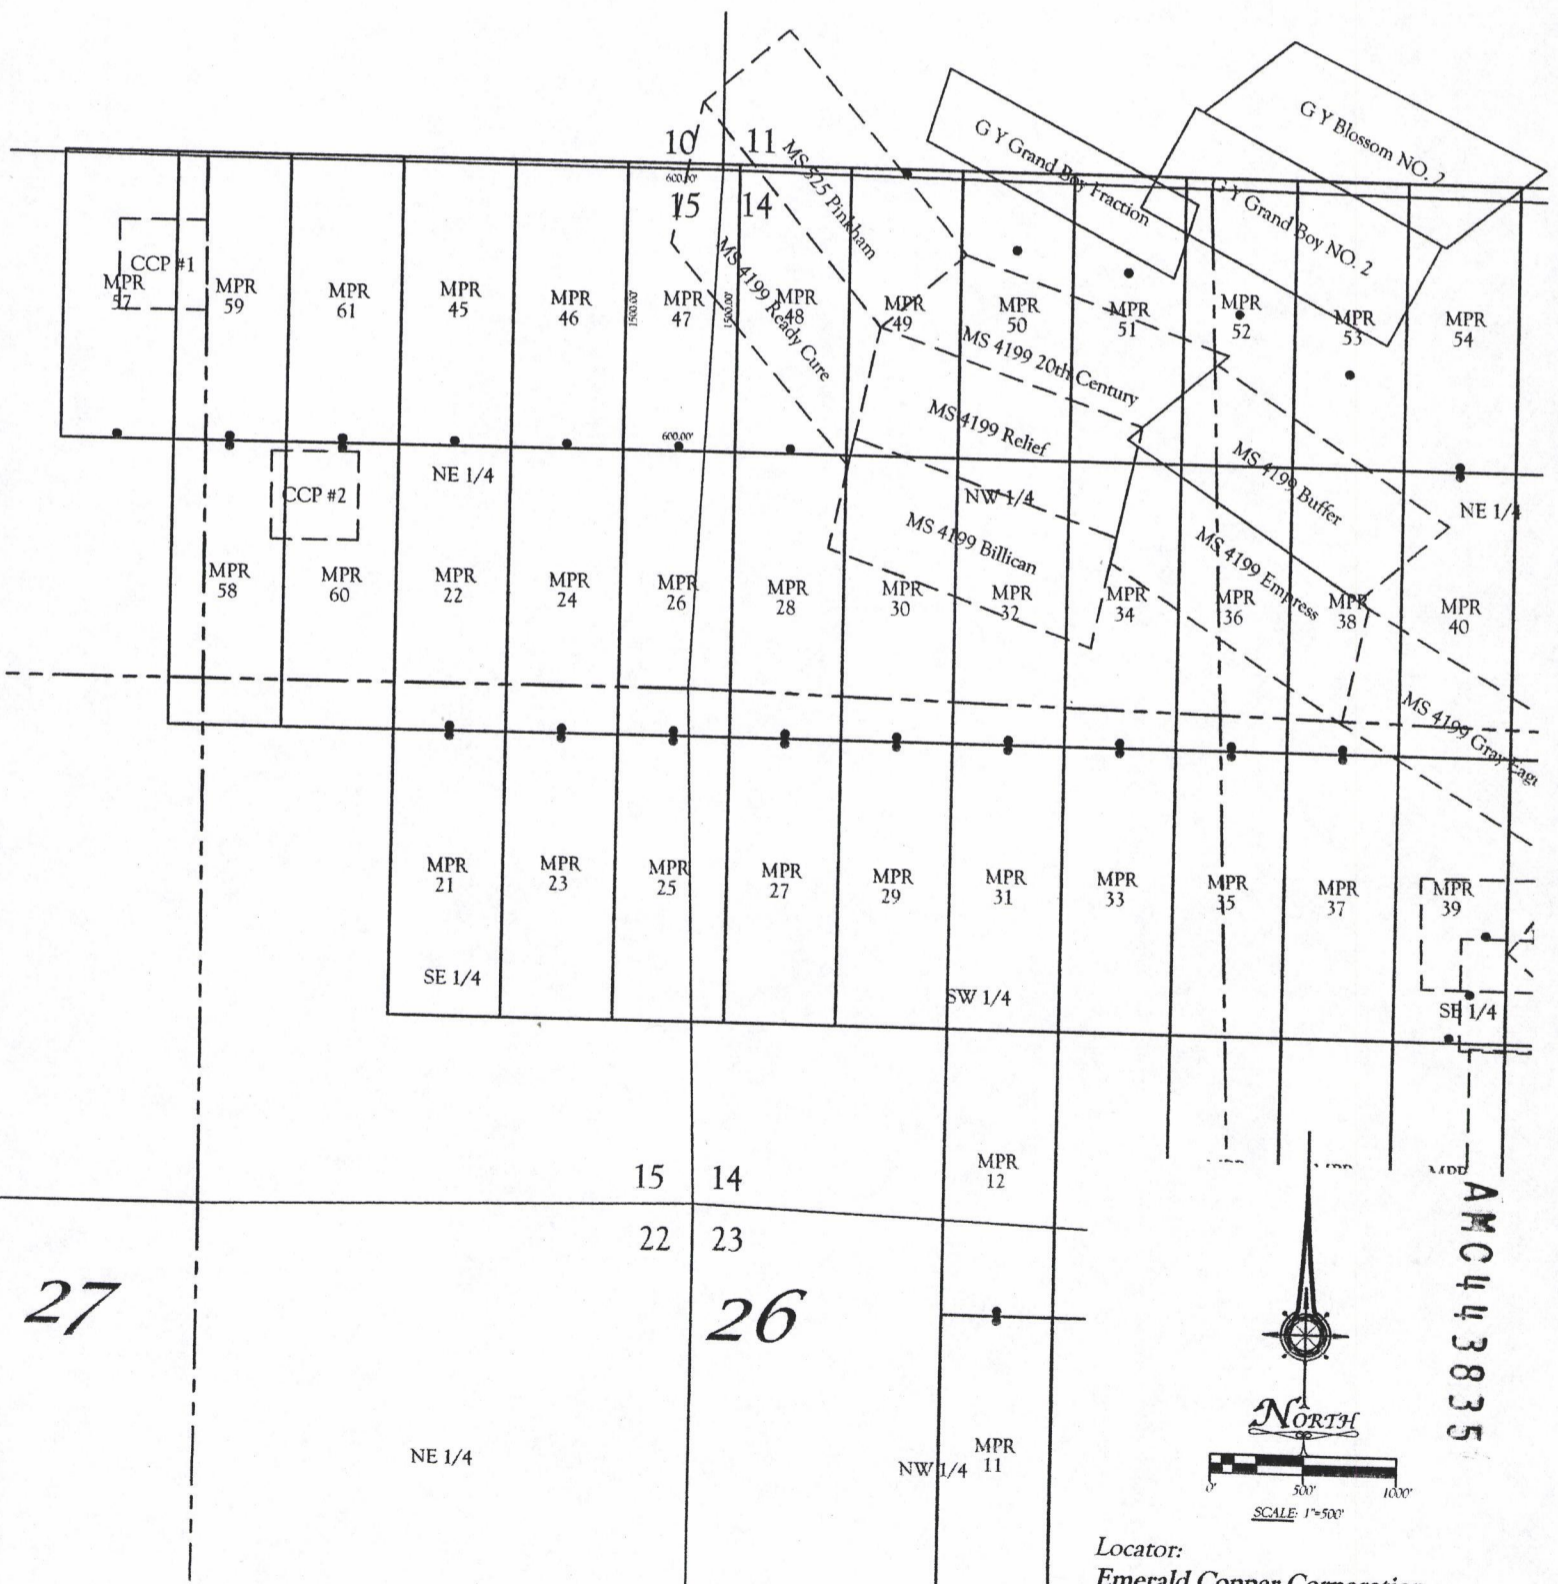 G Y Blossom NO. 2
G Y Grand Boy Fraction
G Y Grand Boy NO. 2
10 11
MS 325 Pinkham
600.00'
15 14
CCP #1
MS 4199 Ready Cure
MPR
57
MPR
59
MPR
61
MPR
45
MPR
46
1500.00'
MPR
47
1500.00'
MPR
48
MPR
49
MPR
50
MPR
51
MPR
52
MPR
53
MPR
54
MS 4199 20th Century
MS 4199 Relief
600.00'
NE 1/4
CCP #2
MS 4199 Buffer
NW 1/4
NE 1/4
MS 4199 Billican
MS 4199 Empress
MPR
58
MPR
60
MPR
22
MPR
24
MPR
26
MPR
28
MPR
30
MPR
32
MPR
34
MPR
36
MPR
38
MPR
40
MS 4199 Gray Eagl
MPR
21
MPR
23
MPR
25
MPR
27
MPR
29
MPR
31
MPR
33
MPR
35
MPR
37
MPR
39
SE 1/4
SW 1/4
SE 1/4
MPR
12
MPR
15 14
22 23
27
26
AMC443835
NORTH
NE 1/4
NW 1/4
MPR
11
0' 500' 1000'
SCALE: 1"=500'
Locator:
Emerald Copper Corporation